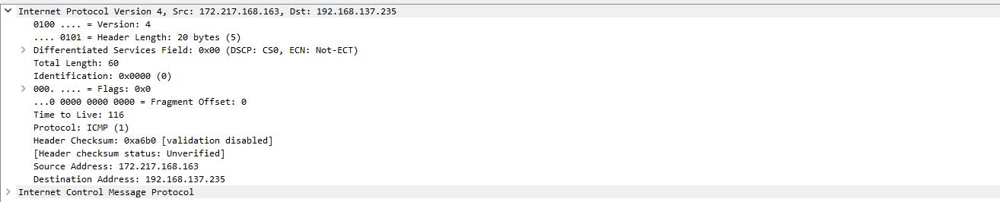 Internet Protocol Version 4, Src: 172.217.168.163, Dst: 192.168.137.235
0100 .... = Version: 4
.... 0101 = Header Length: 20 bytes (5)
Differentiated Services Field: 0x00 (DSCP: CS0, ECN: Not-ECT)
Total Length: 60
Identification: 0x0000 (0)
000. .... = Flags: 0x0
...0 0000 0000 0000 = Fragment Offset: 0
Time to Live: 116
Protocol: ICMP (1)
Header Checksum: 0xa6b0 [validation disabled]
[Header checksum status: Unverified]
Source Address: 172.217.168.163
Destination Address: 192.168.137.235
Internet Control Message Protocol